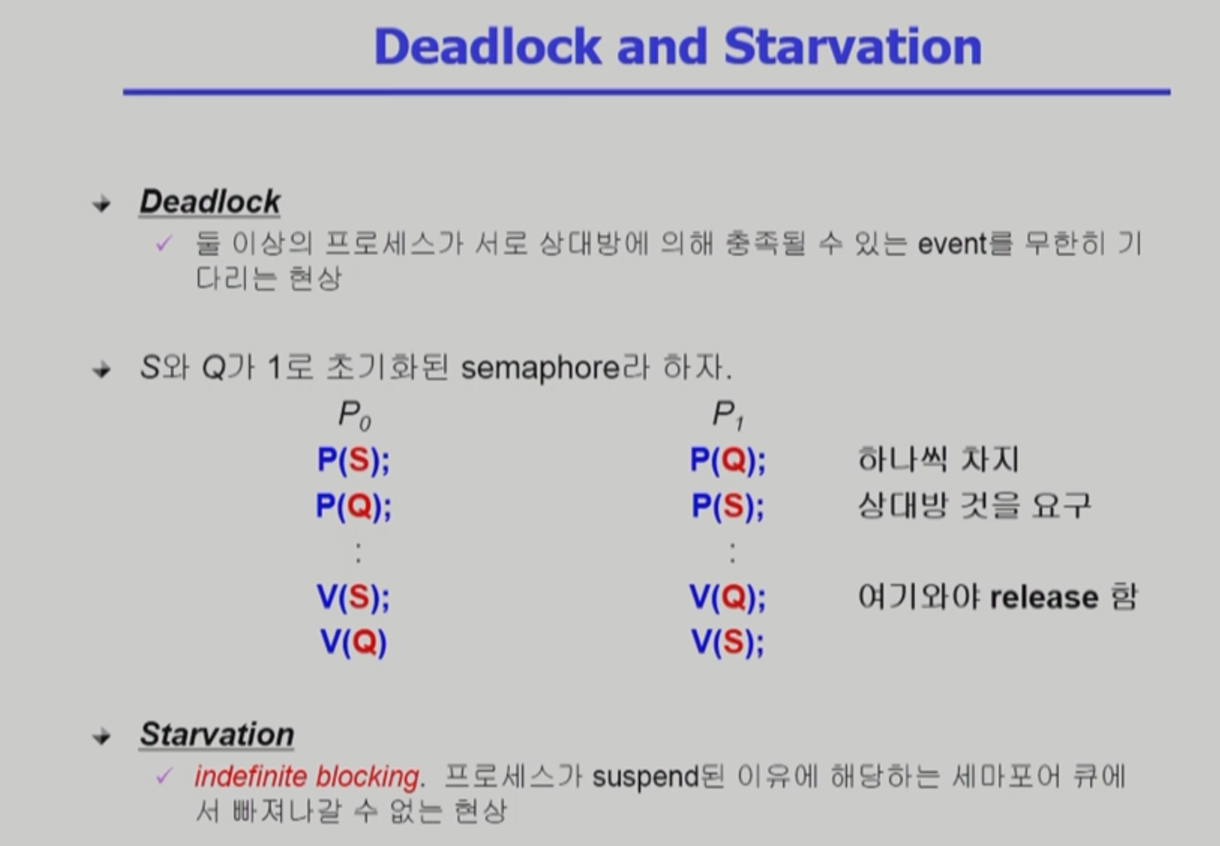 Deadlock and Starvation
Deadlock
둘 이상의 프로세스가 서로 상대방에 의해 충족될 수 있는 event를 무한히 기
다리는 현상
S와 Q가 1로 초기화된 semaphore라 하자.
P0 P1
P(S); P(Q); 하나씩 차지
P(Q); P(S); 상대방 것을 요구
: :
V(S); V(Q); 여기와야 release 함
V(Q) V(S);
Starvation
indefinite blocking. 프로세스가 suspend된 이유에 해당하는 세마포어 큐에
서 빠져나갈 수 없는 현상